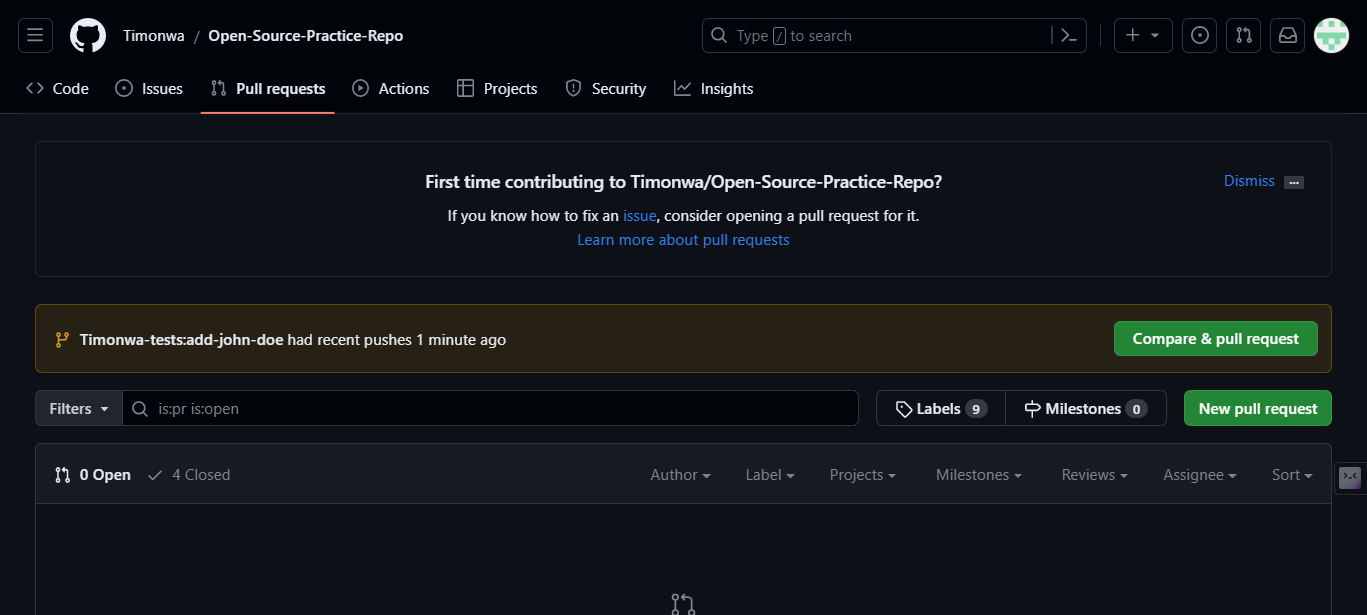 Timonwa / Open-Source-Practice-Repo
Type / to search
Code Issues Pull requests Actions Projects Security Insights
First time contributing to Timonwa/Open-Source-Practice-Repo?
Dismiss ...
If you know how to fix an issue, consider opening a pull request for it.
Learn more about pull requests
Timonwa-tests:add-john-doe had recent pushes 1 minute ago
Compare & pull request
Filters is:pr is:open Labels 9 Milestones 0 New pull request
0 Open 4 Closed Author Label Projects Milestones Reviews Assignee Sort